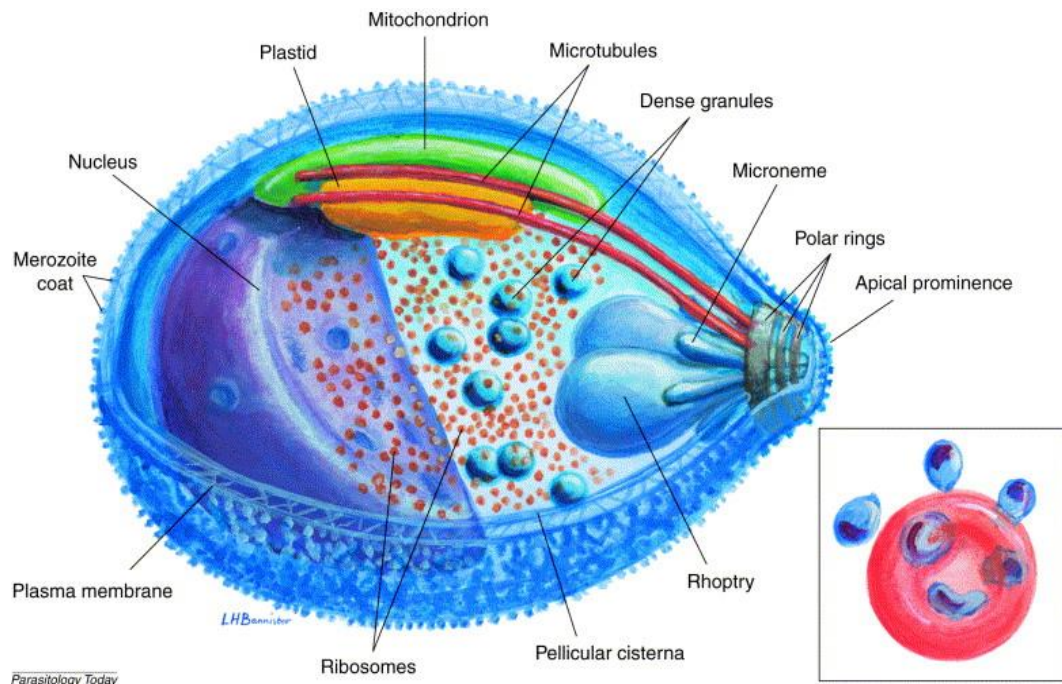 Mitochondrion
Plastid
Microtubules
Dense granules
Nucleus
Microneme
Polar rings
Merozoite
coat
Apical prominence
Plasma membrane
Rhoptry
LHBannister
Ribosomes
Pellicular cisterna
Parasitology Today